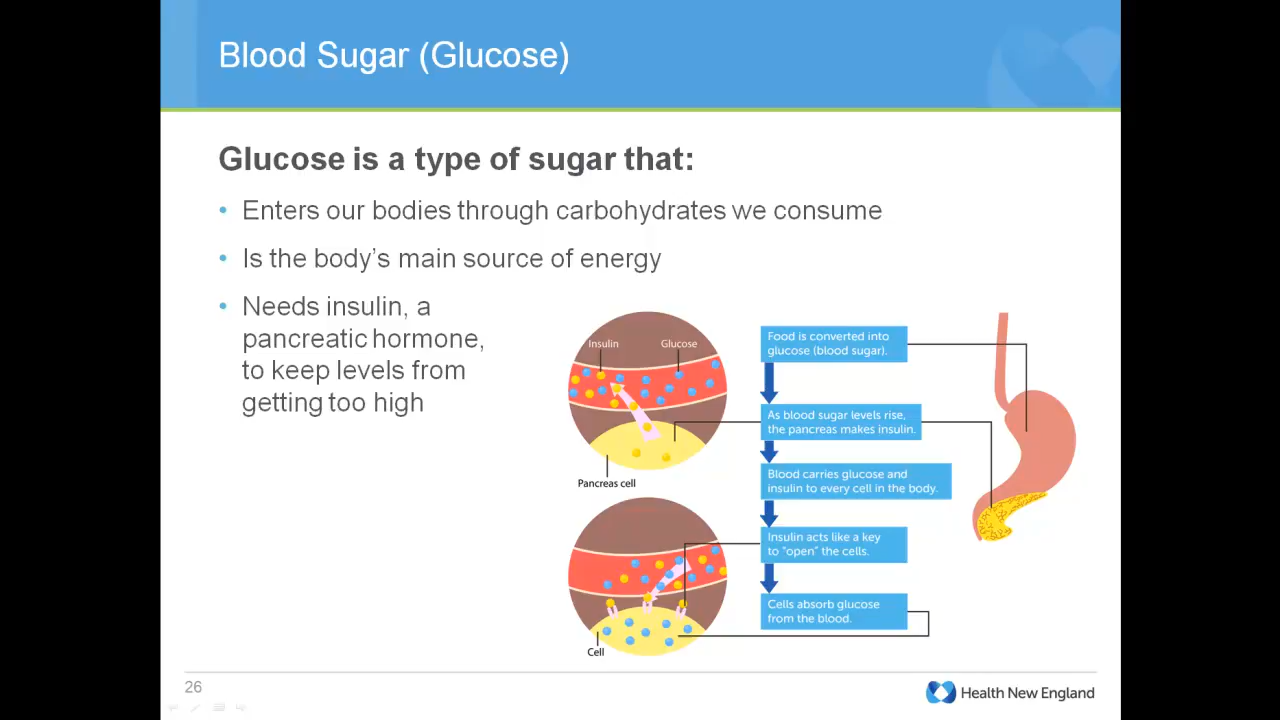 Blood Sugar (Glucose)
Glucose is a type of sugar that:
• Enters our bodies through carbohydrates we consume
• Is the body’s main source of energy
• Needs insulin, a
pancreatic hormone,
to keep levels from
getting too high
Insulin
Glucose
Pancreas cell
Cell
Food is converted into
glucose (blood sugar).
As blood sugar levels rise,
the pancreas makes insulin.
Blood carries glucose and
insulin to every cell in the body.
Insulin acts like a key
to “open” the cells.
Cells absorb glucose
from the blood.
26
Health New England